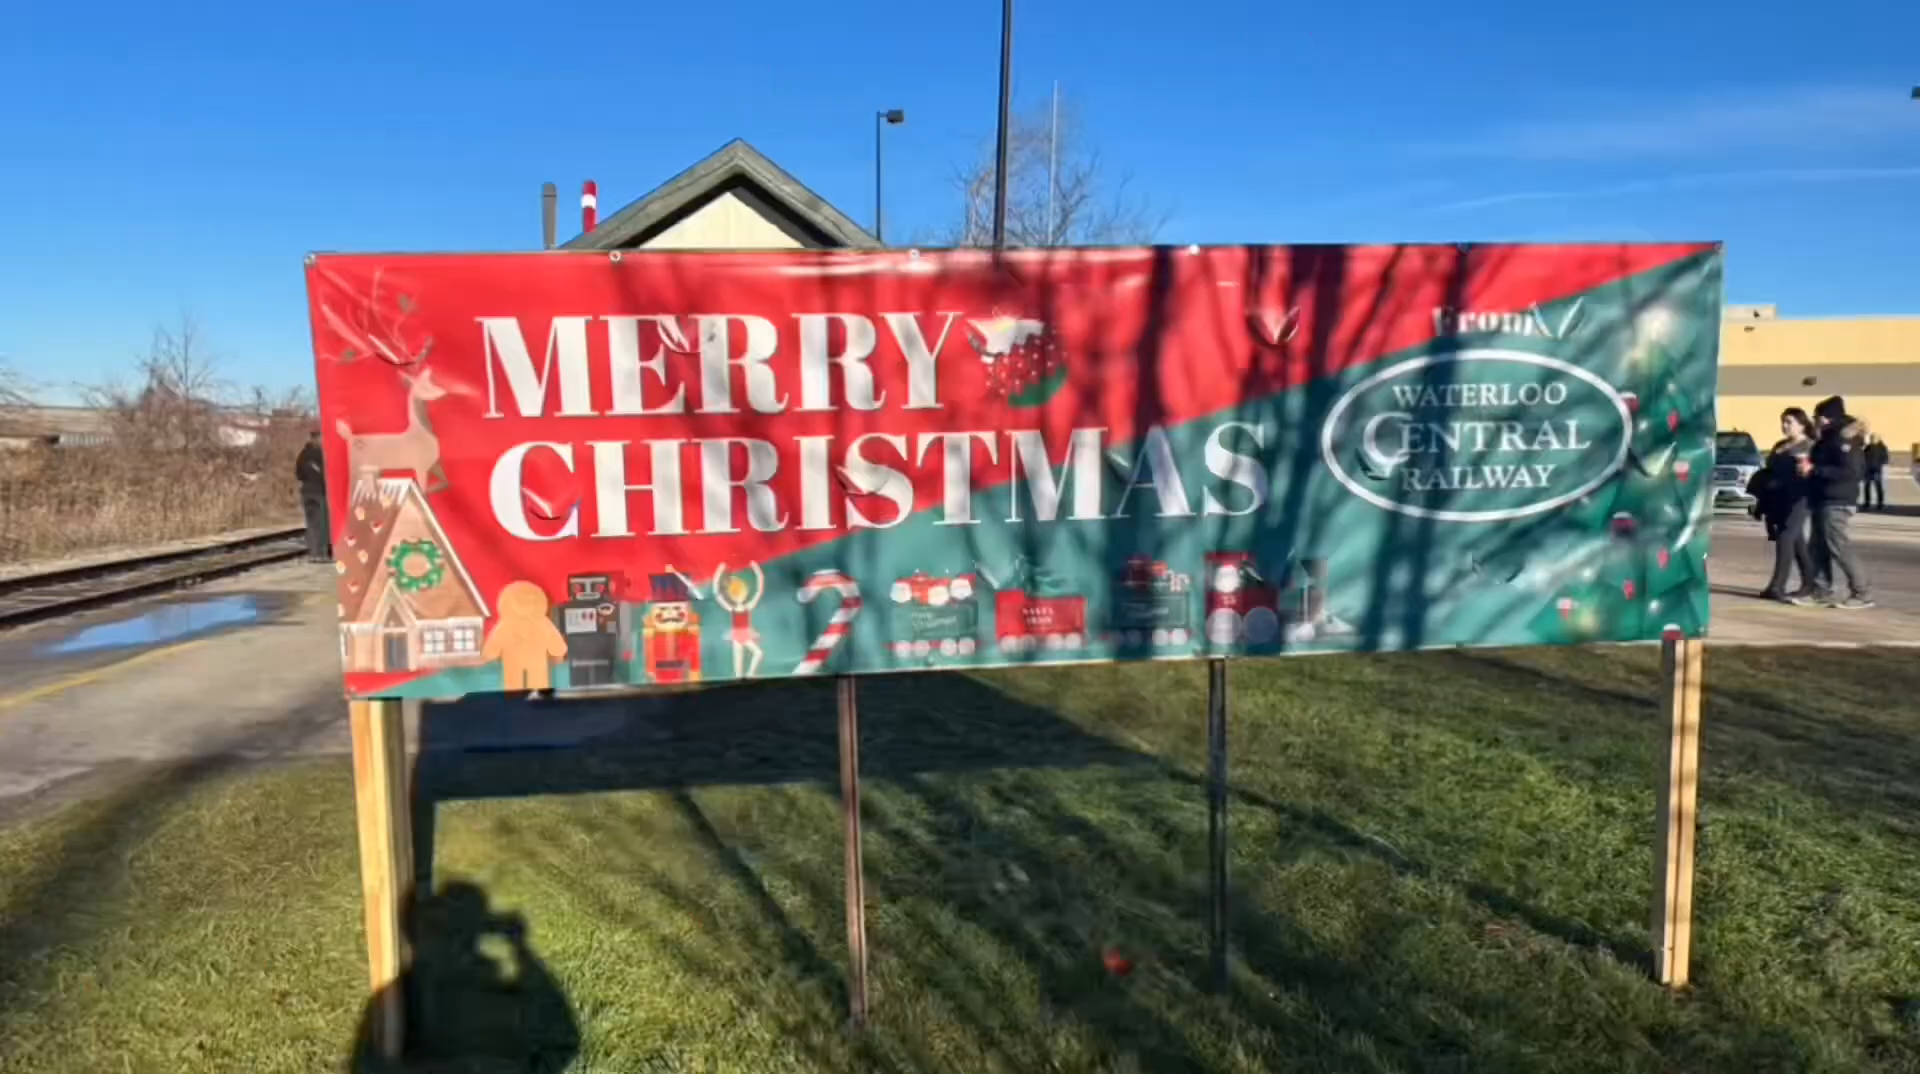 MERRY
CHRISTMAS
From
WATERLOO
CENTRAL
RAILWAY